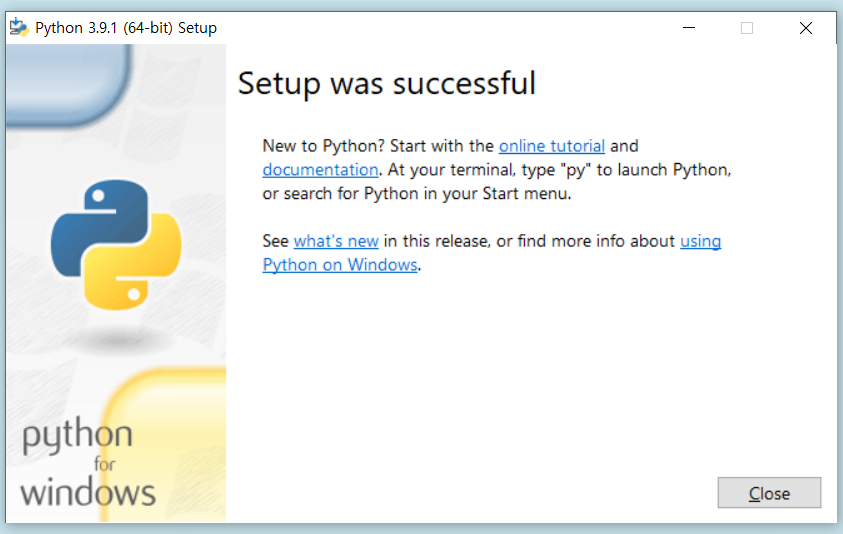 Python 3.9.1 (64-bit) Setup
Setup was successful
New to Python? Start with the online tutorial and
documentation. At your terminal, type "py" to launch Python,
or search for Python in your Start menu.
See what's new in this release, or find more info about using
Python on Windows.
python
for
windows
Close